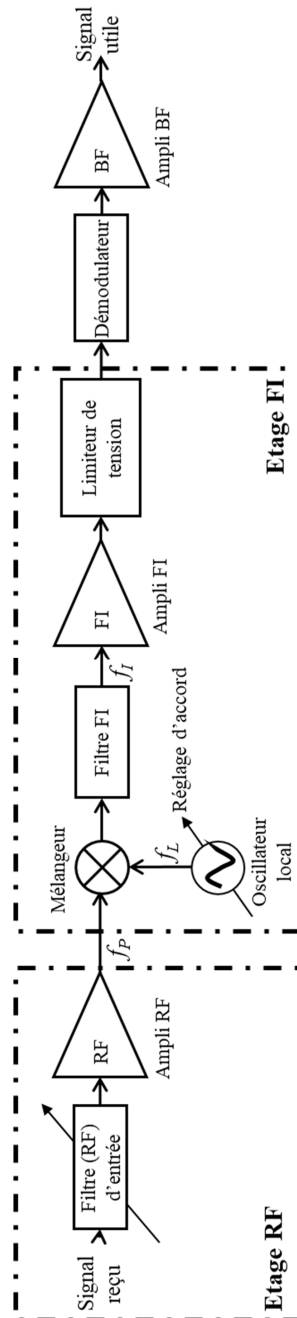 Signal
reçu
Filtre (RF)
d'entrée
RF
Ampli RF
Etage RF
f_P
Mélangeur
f_L
Réglage d'accord
Oscillateur
local
Filtre FI
f_I
FI
Ampli FI
Limiteur de
tension
Etage FI
Démodulateur
BF
Ampli BF
Signal
utile